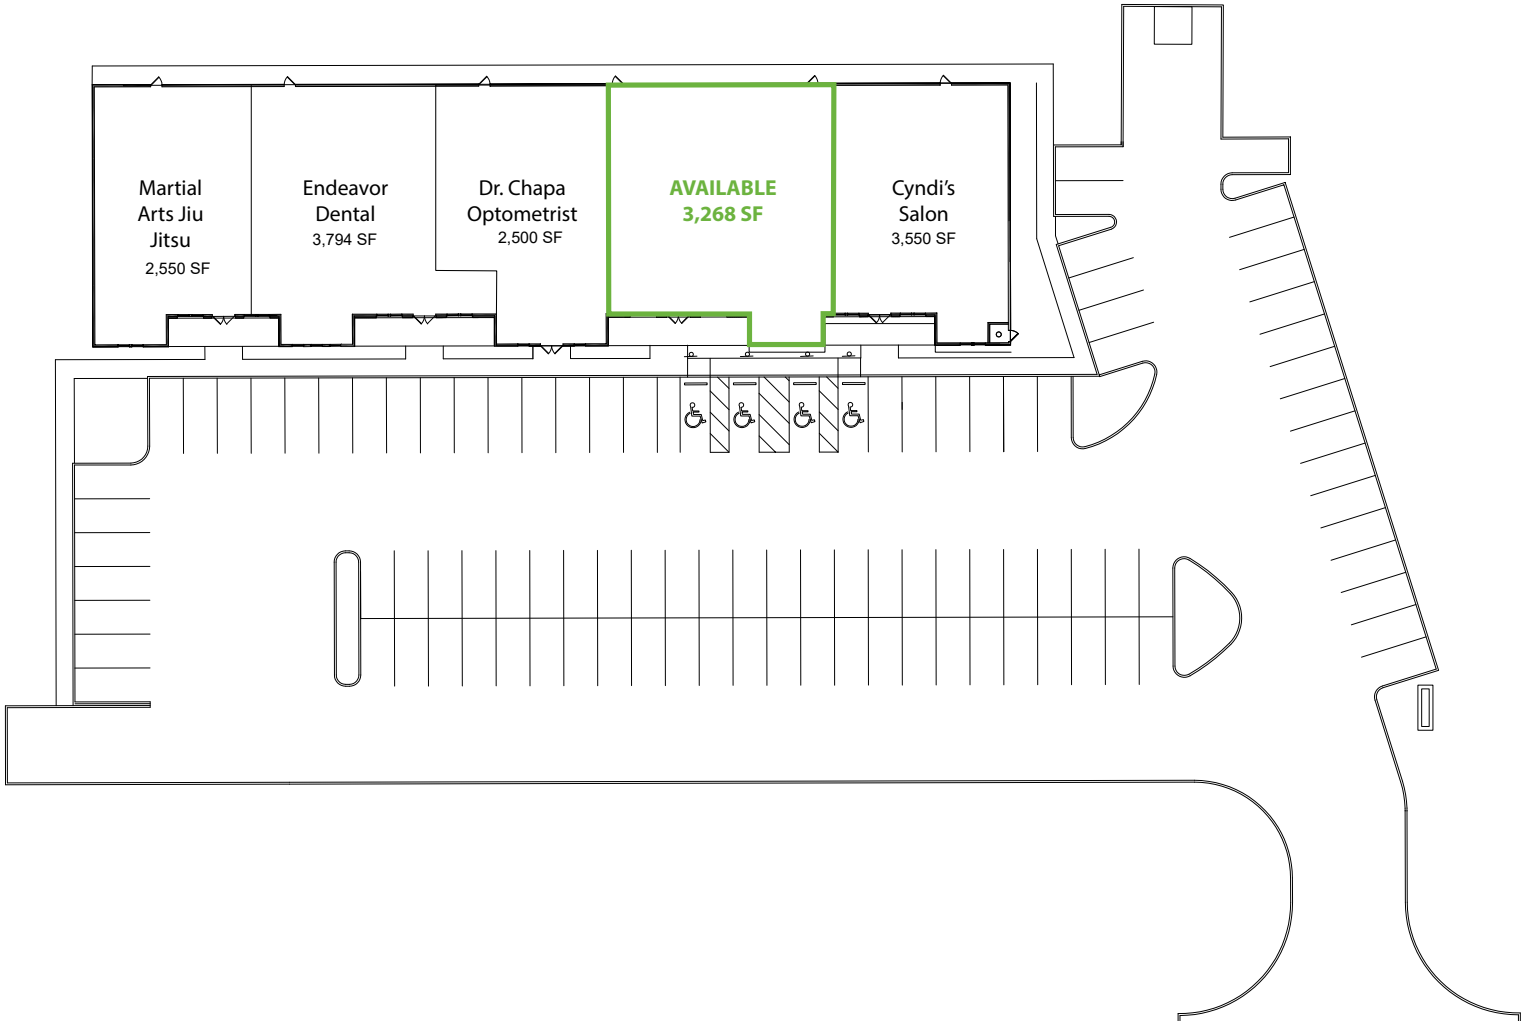 Martial
Arts Jiu
Jitsu
2,550 SF
Endeavor
Dental
3,794 SF
Dr. Chapa
Optometrist
2,500 SF
AVAILABLE
3,268 SF
Cyndi’s
Salon
3,550 SF